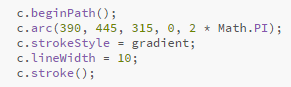 c.beginPath();
c.arc(390, 445, 315, 0, 2 * Math.PI);
c.strokeStyle = gradient;
c.lineWidth = 10;
c.stroke();